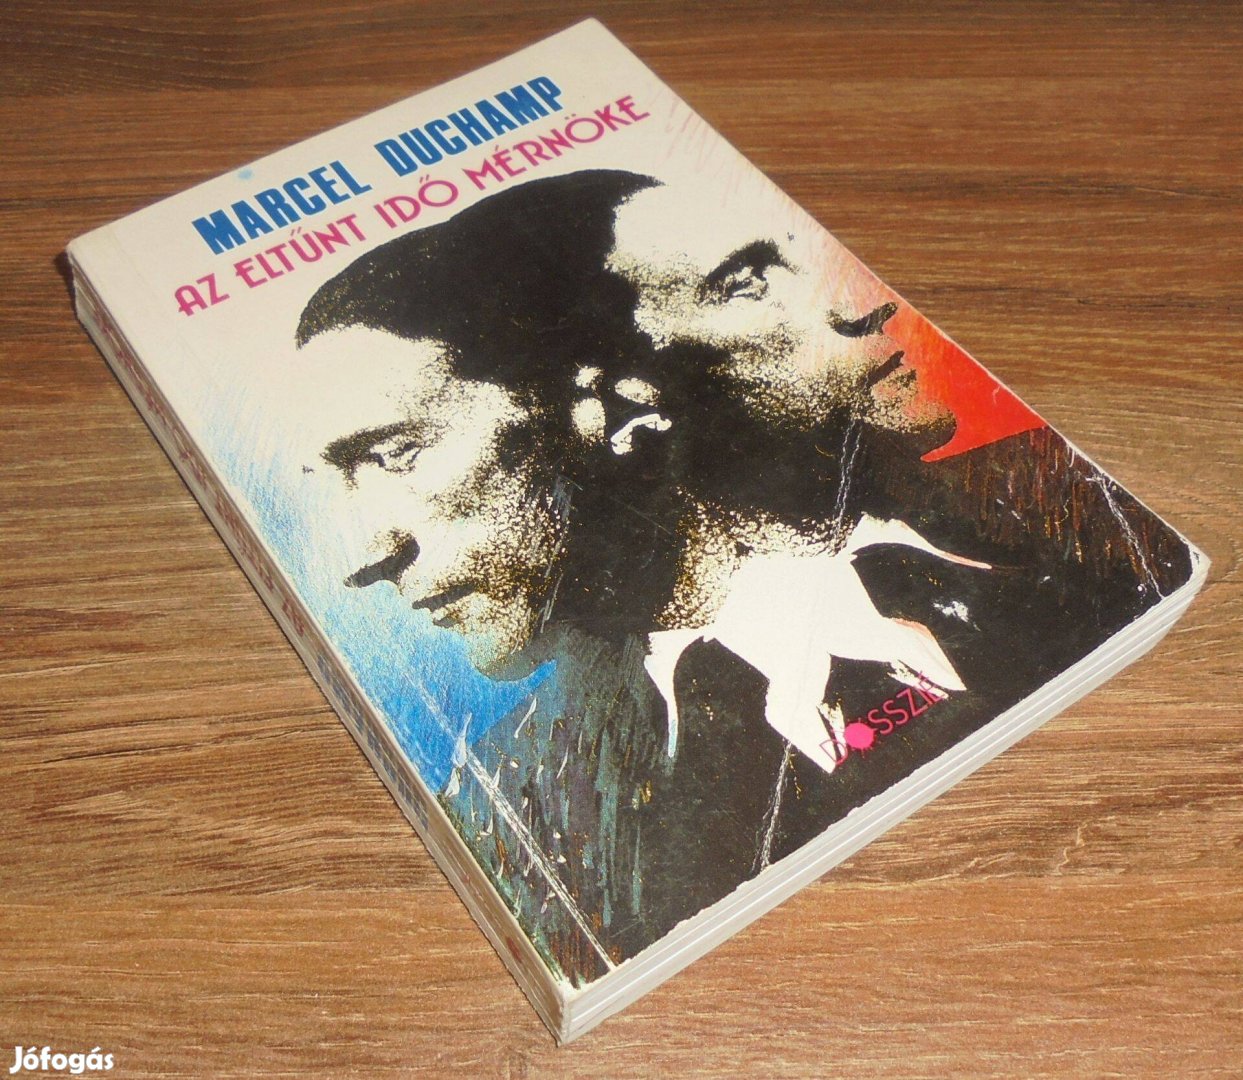 MARCEL DUCHAMP
AZ ELTŰNT IDŐ MÉRNÖKE
DOSSZIÉ
Jófogás